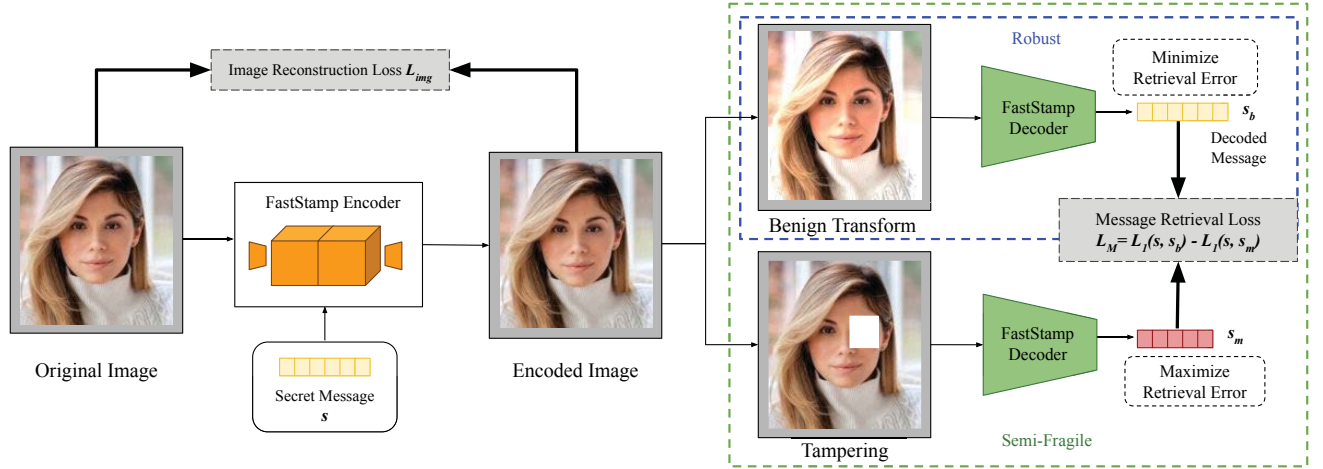 Image Reconstruction Loss L_img
Original Image
FastStamp Encoder
Secret Message
s
Encoded Image
Robust
Benign Transform
FastStamp
Decoder
Minimize
Retrieval Error
s_b
Decoded
Message
Message Retrieval Loss
L_M= L_1(s, s_b) - L_1(s, s_m)
Tampering
FastStamp
Decoder
s_m
Maximize
Retrieval Error
Semi-Fragile